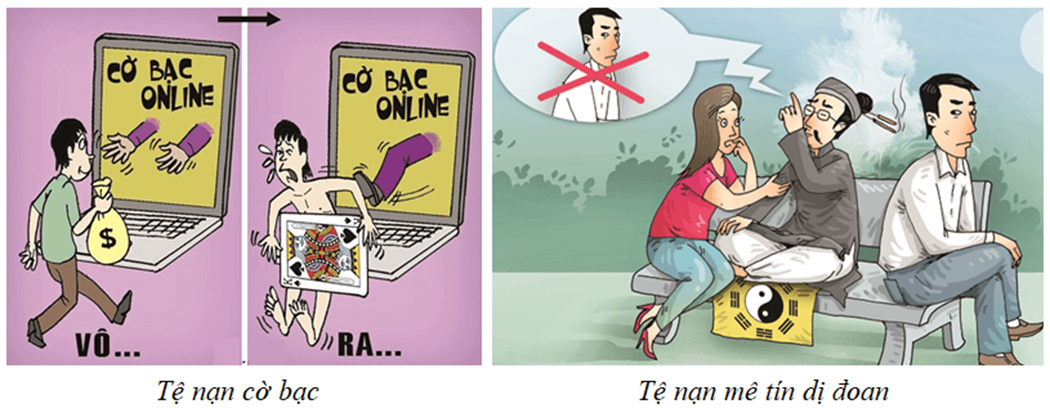 CỜ BẠC
ONLINE
$
VÔ...
CỜ BẠC
ONLINE
K
K
RA...
Tệ nạn cờ bạc
Tệ nạn mê tín dị đoan